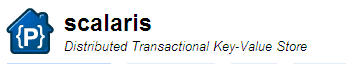 {P}
scalaris
Distributed Transactional Key-Value Store